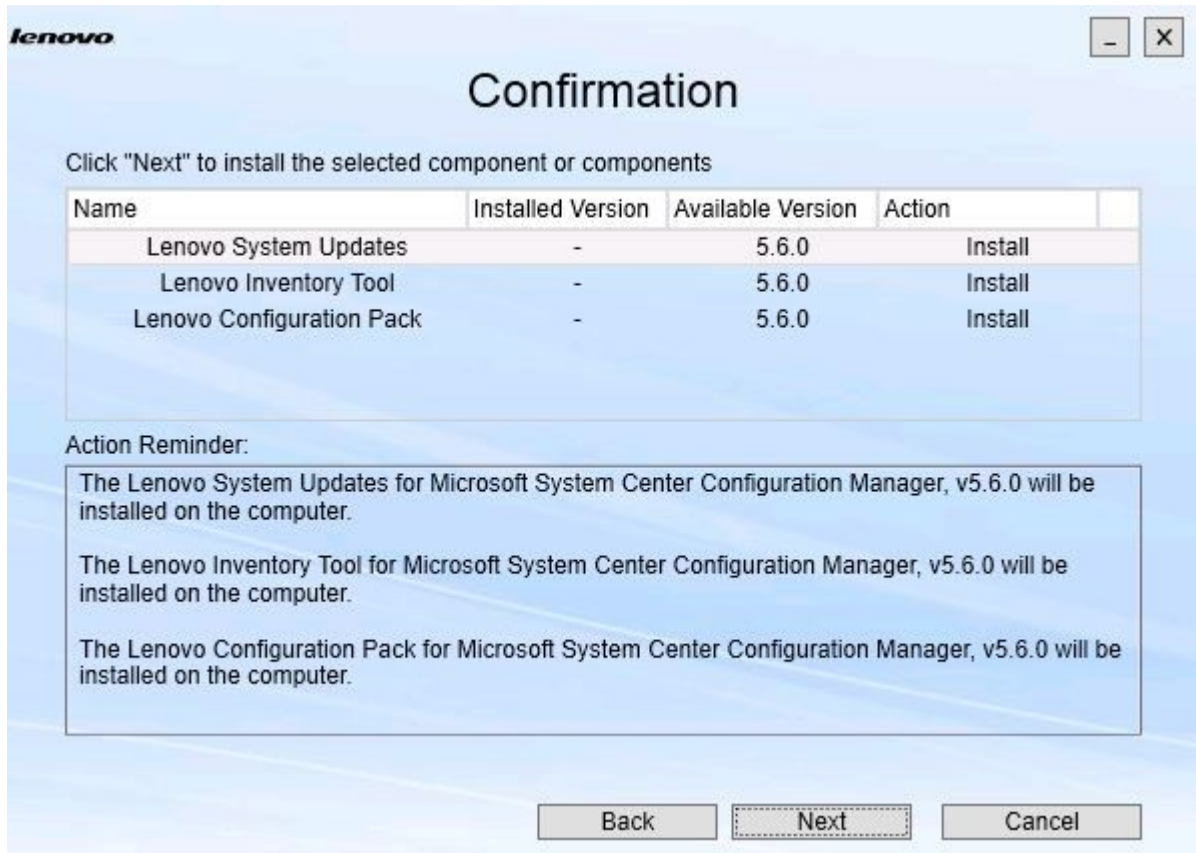 lenovo
_ X
Confirmation
Click "Next" to install the selected component or components
Name Installed Version Available Version Action
Lenovo System Updates - 5.6.0 Install
Lenovo Inventory Tool - 5.6.0 Install
Lenovo Configuration Pack - 5.6.0 Install
Action Reminder:
The Lenovo System Updates for Microsoft System Center Configuration Manager, v5.6.0 will be
installed on the computer.
The Lenovo Inventory Tool for Microsoft System Center Configuration Manager, v5.6.0 will be
installed on the computer.
The Lenovo Configuration Pack for Microsoft System Center Configuration Manager, v5.6.0 will be
installed on the computer.
Back Next Cancel